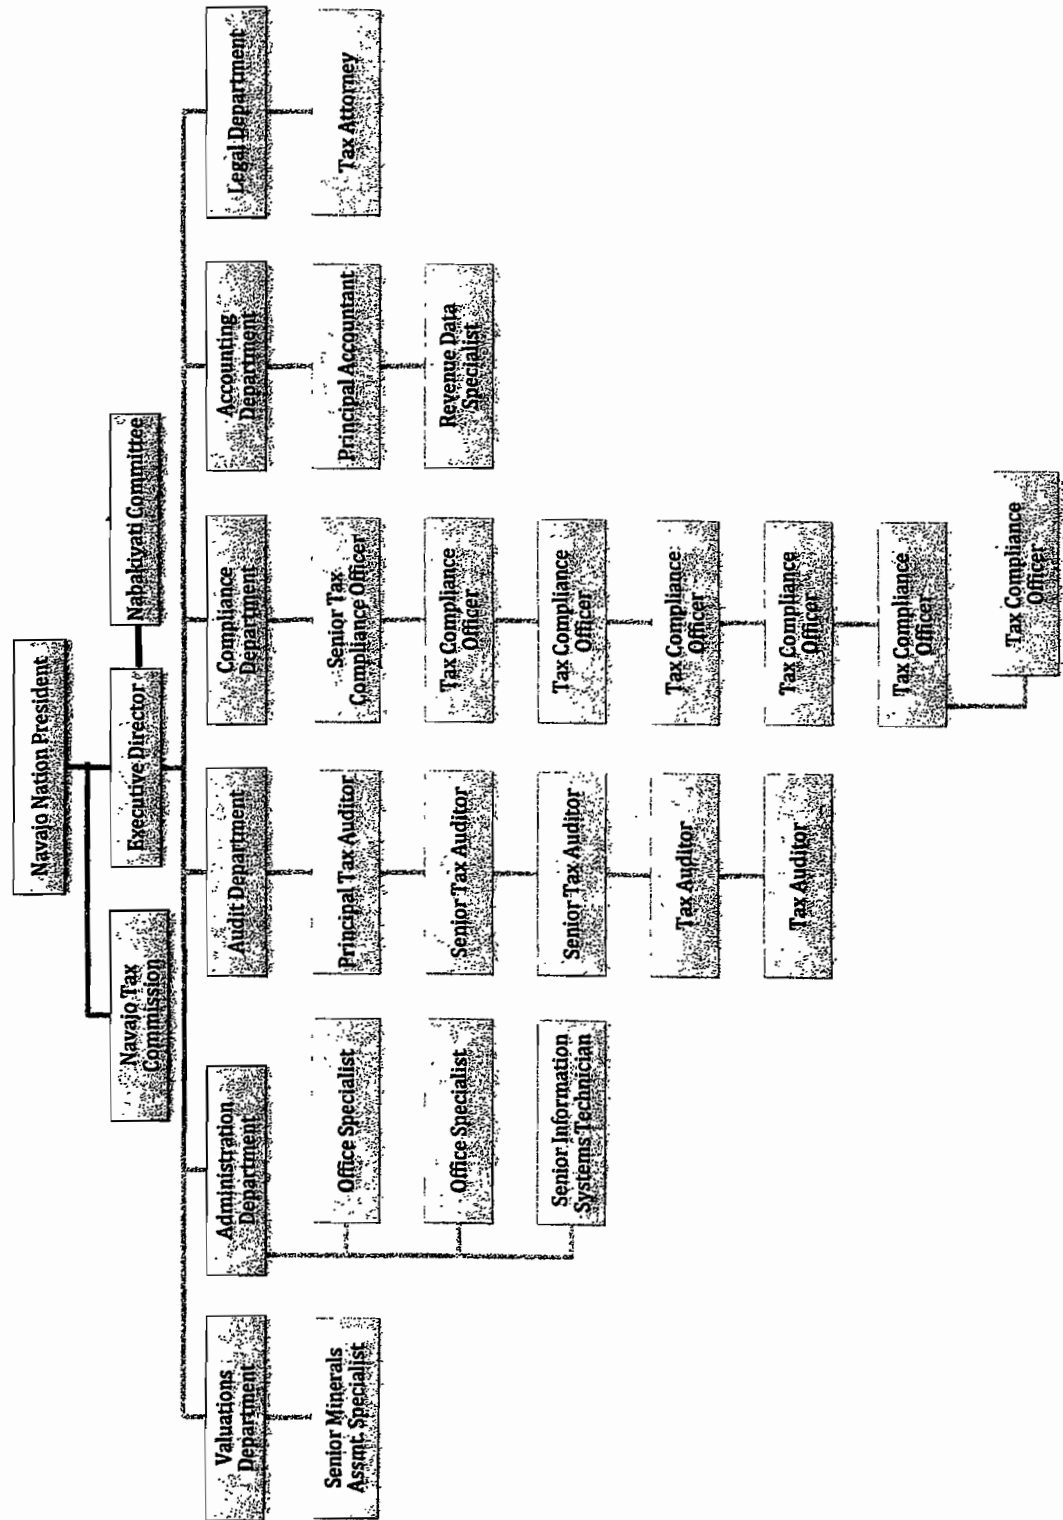 Navajo Nation President
Navajo Tax
Commission
Executive Director
Nabakiyati Committee
Valuations
Department
Administration
Department
Audit Department
Compliance
Department
Accounting
Department
Legal Department
Senior Minerals
Assmt. Specialist
Office Specialist
Principal Tax Auditor
Senior Tax
Compliance Officer
Principal Accountant
Tax Attorney
Office Specialist
Senior Tax Auditor
Tax Compliance
Officer
Revenue Data
Specialist
Senior Information
Systems Technician
Senior Tax Auditor
Tax Compliance
Officer
Tax Auditor
Tax Compliance
Officer
Tax Auditor
Tax Compliance
Officer
Tax Compliance
Officer
Tax Compliance
Officer